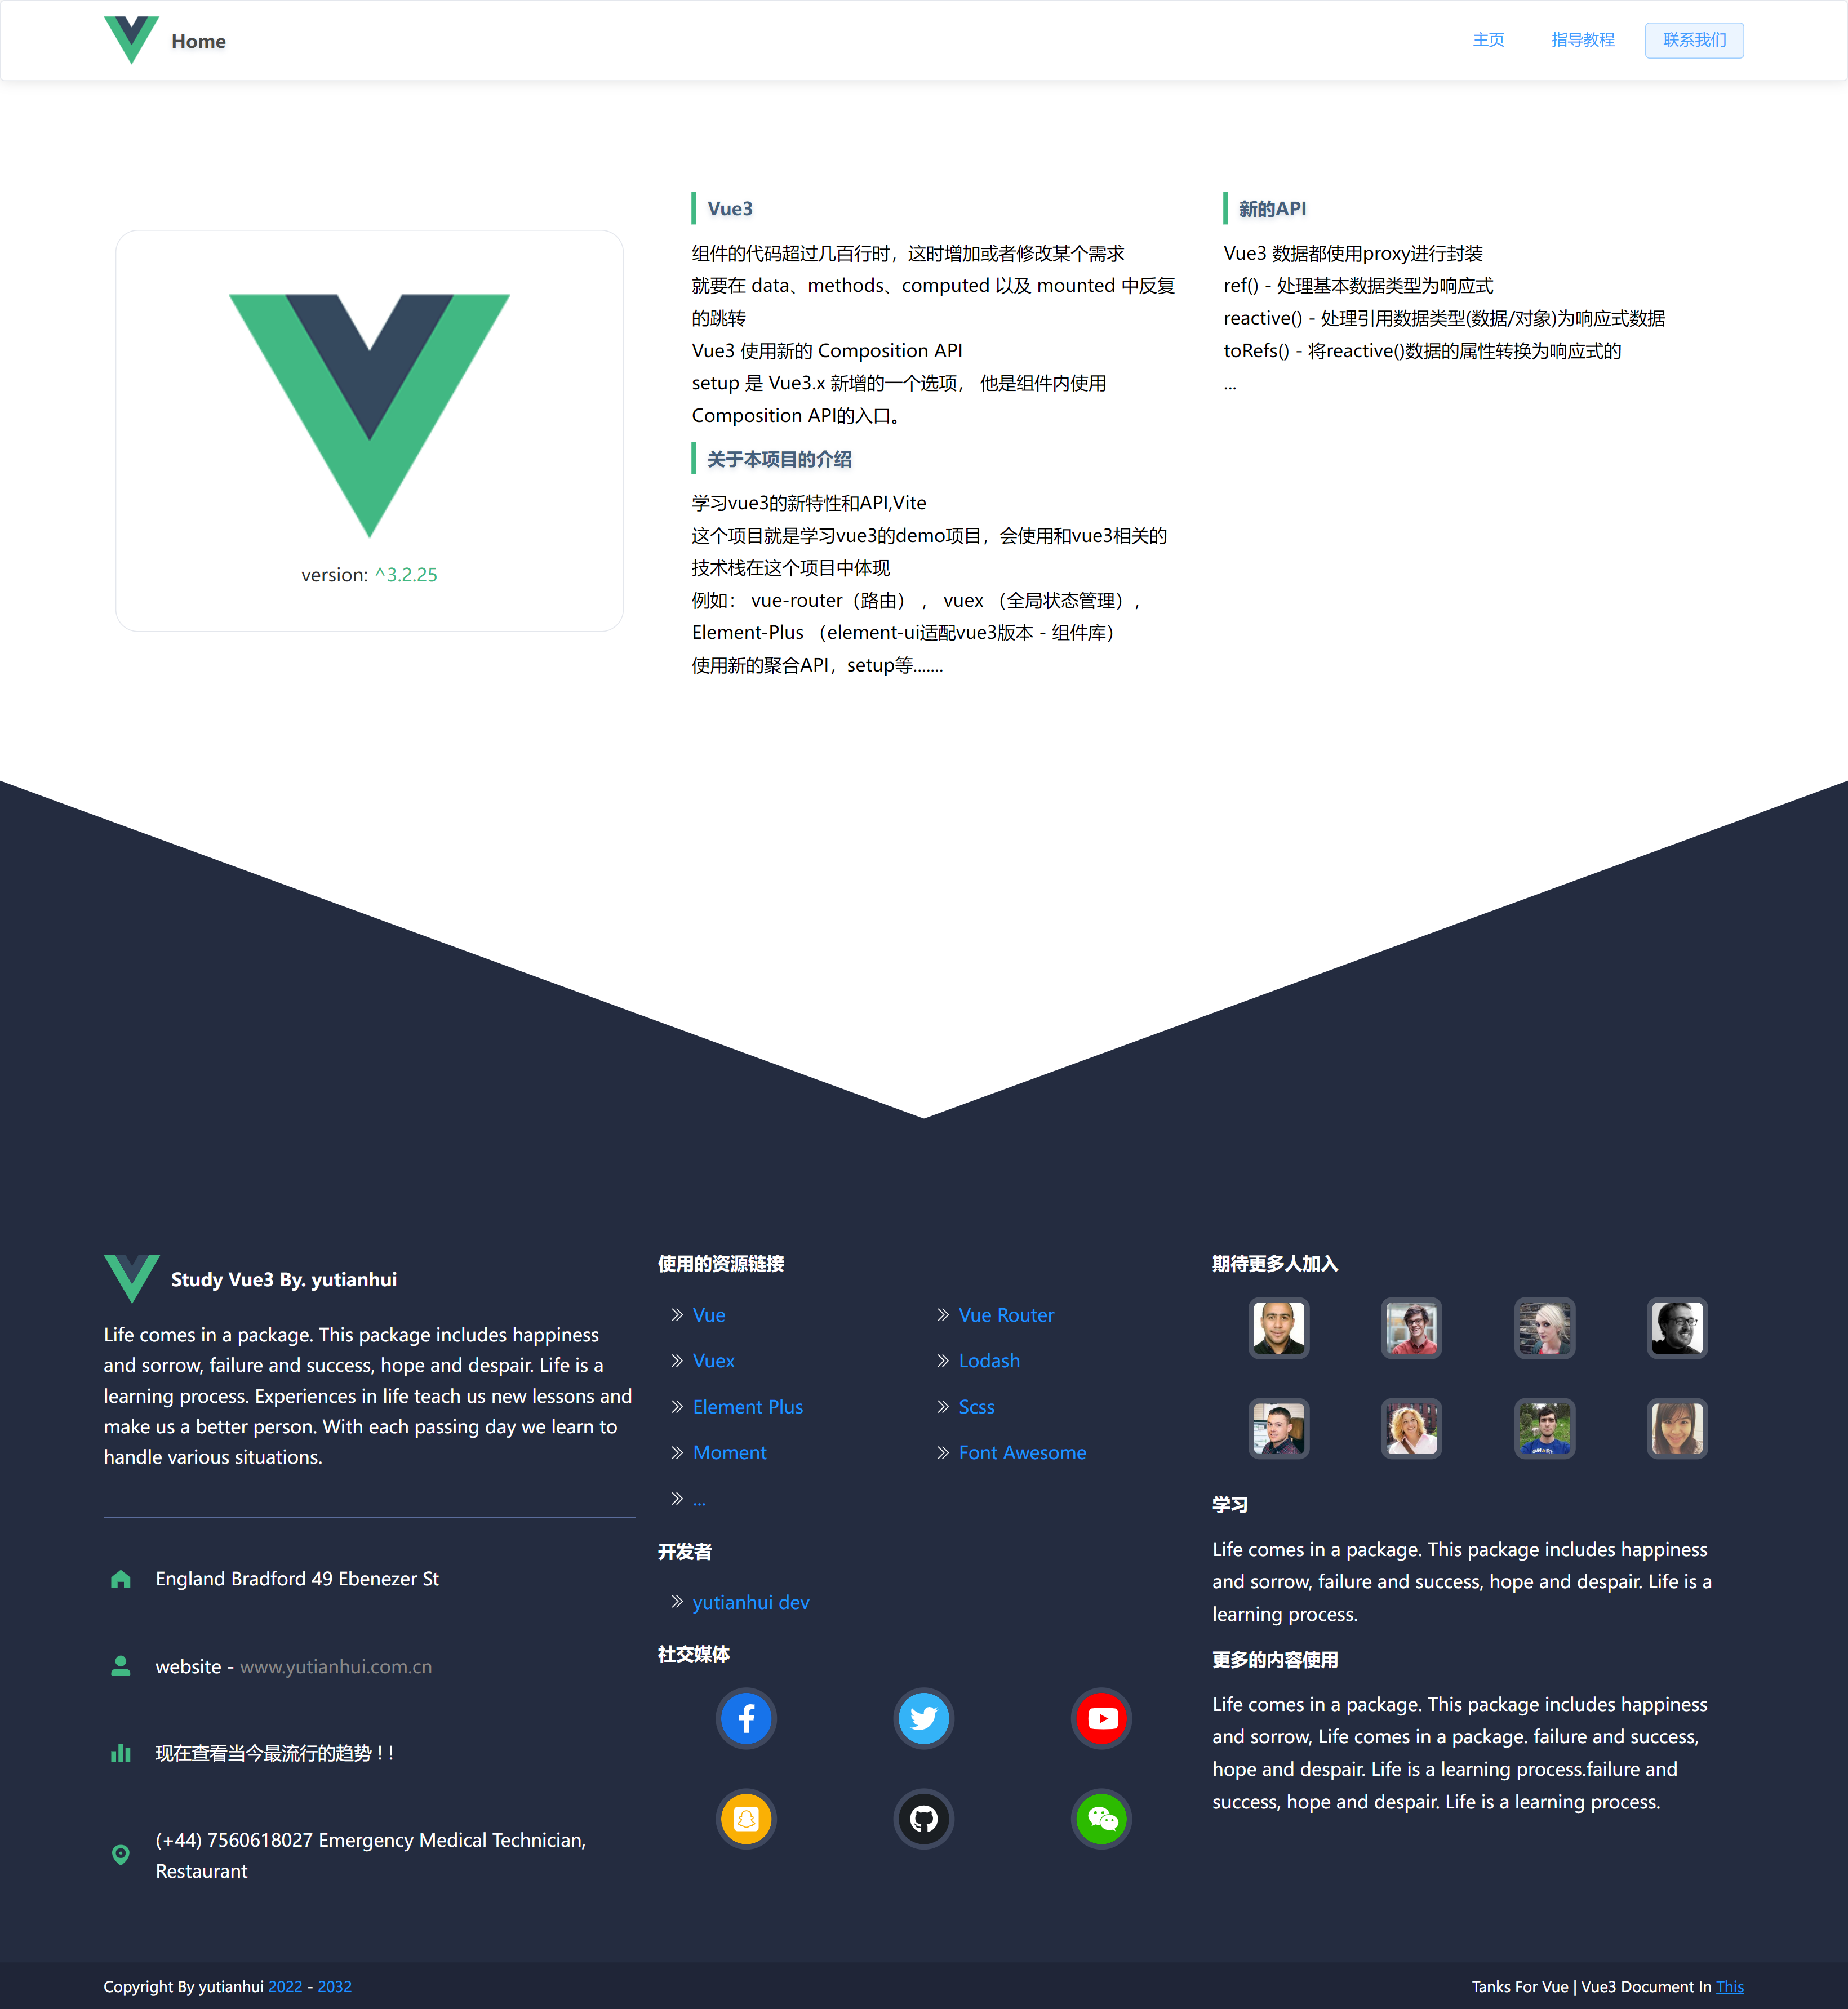 Home
主页
指导教程
联系我们
version: ^3.2.25
Vue3
组件的代码超过几百行时，这时增加或者修改某个需求
就要在 data、methods、computed 以及 mounted 中反复
的跳转
Vue3 使用新的 Composition API
setup 是 Vue3.x 新增的一个选项， 他是组件内使用
Composition API的入口。
关于本项目的介绍
学习vue3的新特性和API,Vite
这个项目就是学习vue3的demo项目，会使用和vue3相关的
技术栈在这个项目中体现
例如： vue-router（路由） ， vuex （全局状态管理），
Element-Plus （element-ui适配vue3版本 - 组件库）
使用新的聚合API，setup等.......
新的API
Vue3 数据都使用proxy进行封装
ref() - 处理基本数据类型为响应式
reactive() - 处理引用数据类型(数据/对象)为响应式数据
toRefs() - 将reactive()数据的属性转换为响应式的
...
Study Vue3 By. yutianhui
Life comes in a package. This package includes happiness
and sorrow, failure and success, hope and despair. Life is a
learning process. Experiences in life teach us new lessons and
make us a better person. With each passing day we learn to
handle various situations.
England Bradford 49 Ebenezer St
website - www.yutianhui.com.cn
现在查看当今最流行的趋势 ! !
(+44) 7560618027 Emergency Medical Technician,
Restaurant
使用的资源链接
Vue
Vue Router
Vuex
Lodash
Element Plus
Scss
Moment
Font Awesome
...
开发者
yutianhui dev
社交媒体
期待更多人加入
学习
Life comes in a package. This package includes happiness
and sorrow, failure and success, hope and despair. Life is a
learning process.
更多的内容使用
Life comes in a package. This package includes happiness
and sorrow, Life comes in a package. failure and success,
hope and despair. Life is a learning process.failure and
success, hope and despair. Life is a learning process.
Copyright By yutianhui 2022 - 2032
Tanks For Vue | Vue3 Document In This